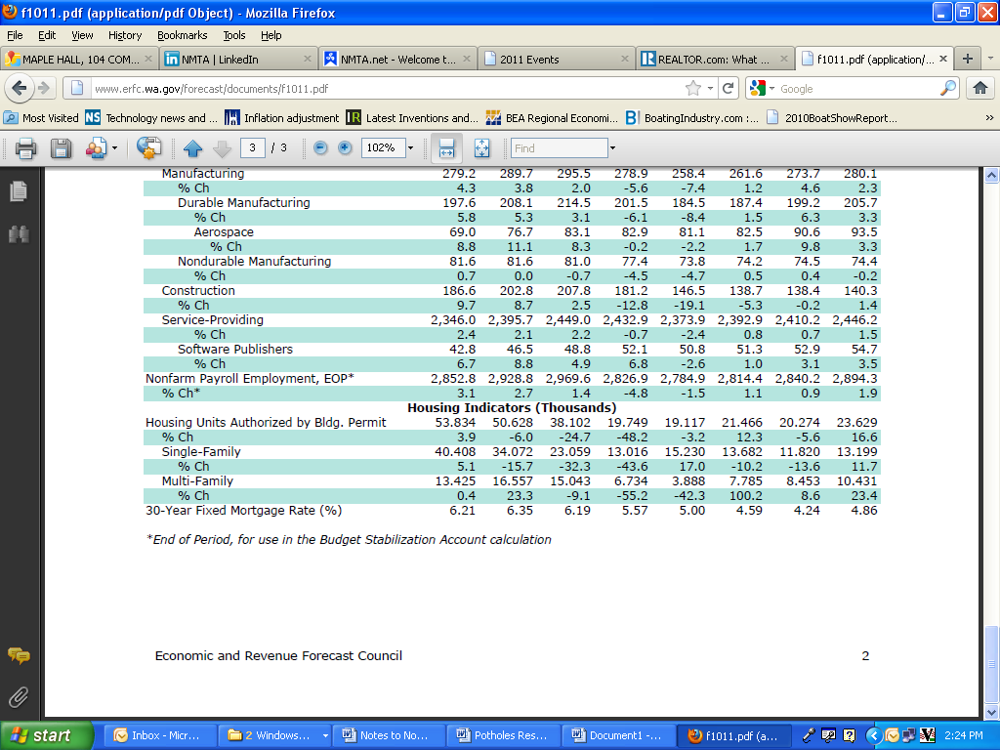 f1011.pdf (application/pdf Object) - Mozilla Firefox
File Edit View History Bookmarks Tools Help
MAPLE HALL, 104 COM... NMTA | LinkedIn NMTA.net - Welcome t... 2011 Events REALTOR.com: What ... f1011.pdf (application/...
www.erfc.wa.gov/forecast/documents/f1011.pdf Google
Most Visited Technology news and ... Inflation adjustment Latest Inventions and... BEA Regional Economi... BoatingIndustry.com :... 2010BoatShowReport... »
3 / 3 102% Find
Manufacturing 279.2 289.7 295.5 278.9 258.4 261.6 273.7 280.1
% Ch 4.3 3.8 2.0 -5.6 -7.4 1.2 4.6 2.3
Durable Manufacturing 197.6 208.1 214.5 201.5 184.5 187.4 199.2 205.7
% Ch 5.8 5.3 3.1 -6.1 -8.4 1.5 6.3 3.3
Aerospace 69.0 76.7 83.1 82.9 81.1 82.5 90.6 93.5
% Ch 8.8 11.1 8.3 -0.2 -2.2 1.7 9.8 3.3
Nondurable Manufacturing 81.6 81.6 81.0 77.4 73.8 74.2 74.5 74.4
% Ch 0.7 0.0 -0.7 -4.5 -4.7 0.5 0.4 -0.2
Construction 186.6 202.8 207.8 181.2 146.5 138.7 138.4 140.3
% Ch 9.7 8.7 2.5 -12.8 -19.1 -5.3 -0.2 1.4
Service-Providing 2,346.0 2,395.7 2,449.0 2,432.9 2,373.9 2,392.9 2,410.2 2,446.2
% Ch 2.4 2.1 2.2 -0.7 -2.4 0.8 0.7 1.5
Software Publishers 42.8 46.5 48.8 52.1 50.8 51.3 52.9 54.7
% Ch 6.7 8.8 4.9 6.8 -2.6 1.0 3.1 3.5
Nonfarm Payroll Employment, EOP* 2,852.8 2,928.8 2,969.6 2,826.9 2,784.9 2,814.4 2,840.2 2,894.3
% Ch* 3.1 2.7 1.4 -4.8 -1.5 1.1 0.9 1.9
Housing Indicators (Thousands)
Housing Units Authorized by Bldg. Permit 53.834 50.628 38.102 19.749 19.117 21.466 20.274 23.629
% Ch 3.9 -6.0 -24.7 -48.2 -3.2 12.3 -5.6 16.6
Single-Family 40.408 34.072 23.059 13.016 15.230 13.682 11.820 13.199
% Ch 5.1 -15.7 -32.3 -43.6 17.0 -10.2 -13.6 11.7
Multi-Family 13.425 16.557 15.043 6.734 3.888 7.785 8.453 10.431
% Ch 0.4 23.3 -9.1 -55.2 -42.3 100.2 8.6 23.4
30-Year Fixed Mortgage Rate (%) 6.21 6.35 6.19 5.57 5.00 4.59 4.24 4.86
*End of Period, for use in the Budget Stabilization Account calculation
Economic and Revenue Forecast Council 2
start Inbox - Micr... 2 Windows... Notes to No... Potholes Res... Document1 -... f1011.pdf (a... 2:24 PM